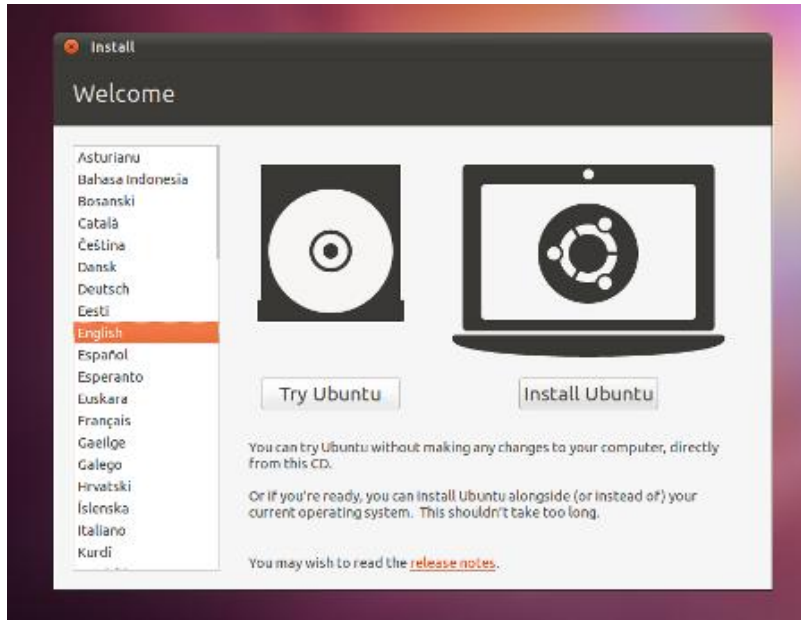 Install
Welcome
Asturianu
Bahasa Indonesia
Bosanski
Català
Čeština
Dansk
Deutsch
Eesti
English
Español
Esperanto
Euskara
Français
Gaeilge
Galego
Hrvatski
Íslenska
Italiano
Kurdî
Try Ubuntu
Install Ubuntu
You can try Ubuntu without making any changes to your computer, directly
from this CD.
Or if you're ready, you can install Ubuntu alongside (or instead of) your
current operating system. This shouldn't take too long.
You may wish to read the release notes.